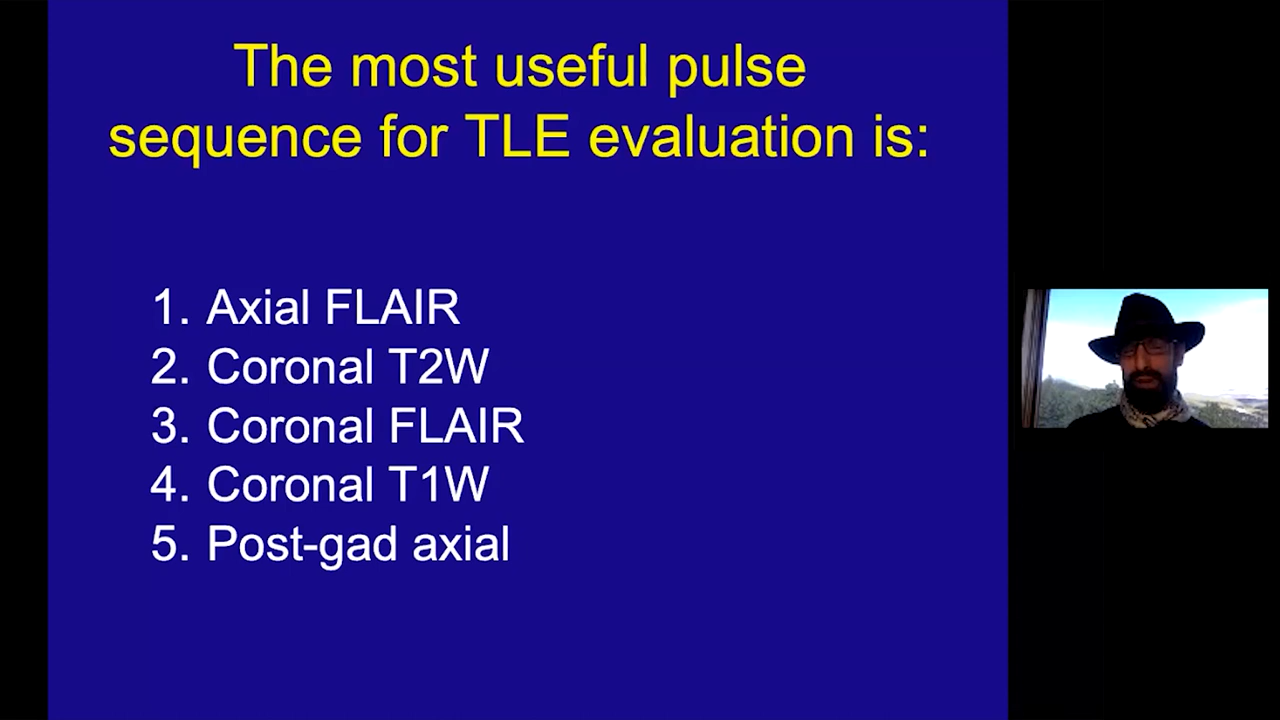 The most useful pulse
sequence for TLE evaluation is:
1. Axial FLAIR
2. Coronal T2W
3. Coronal FLAIR
4. Coronal T1W
5. Post-gad axial